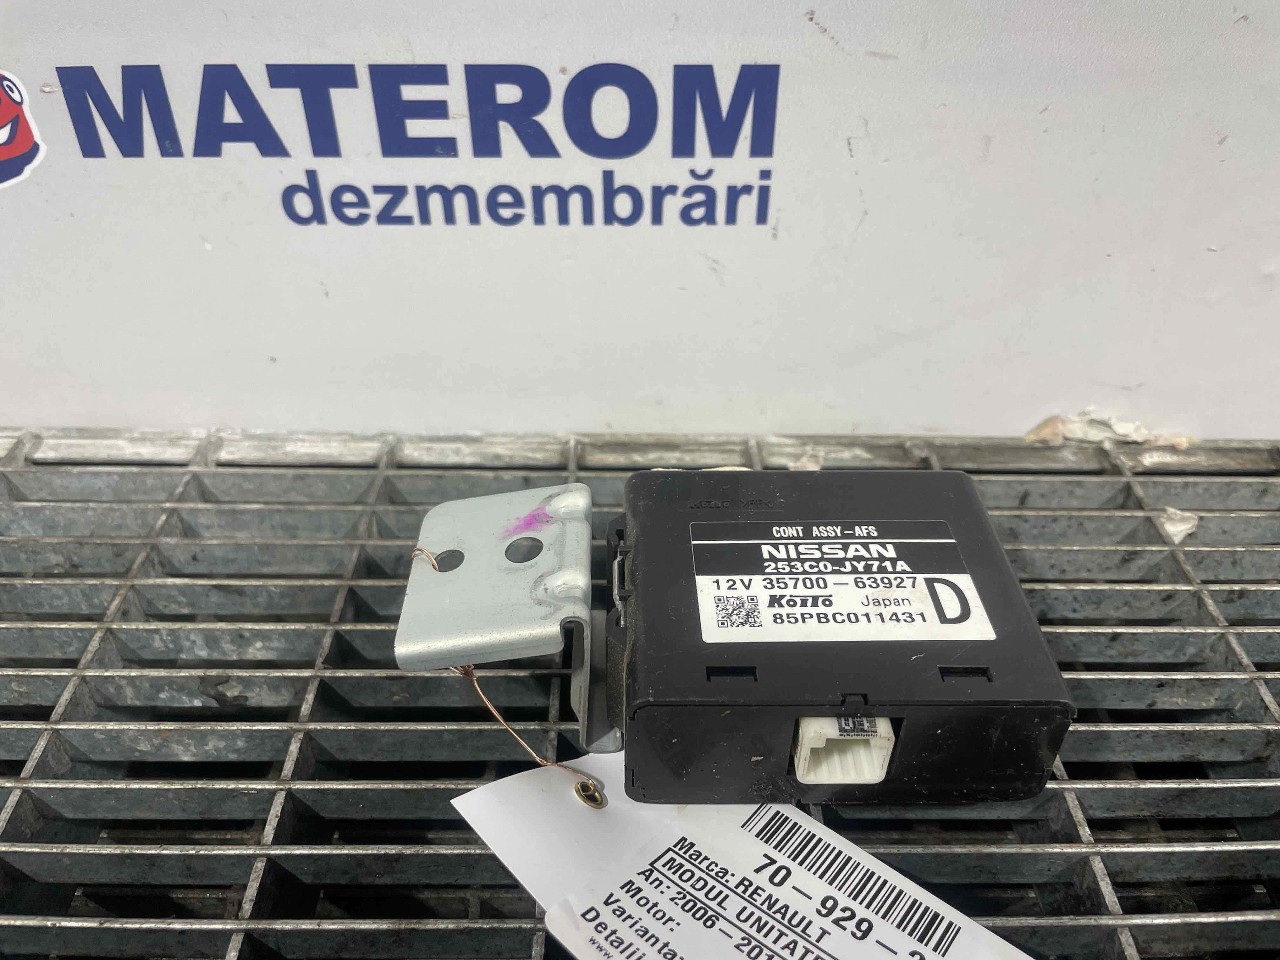 MATEROM
dezmembrări
CONT ASSY-AFS
NISSAN
253C0-JY71A
12V 35700-63927
KOITO Japan D
85PBC011431
70-929-
Marca: RENAULT
MODUL UNITATE
An: 2006-201
Motor:
Varianta:
Detalii
www.